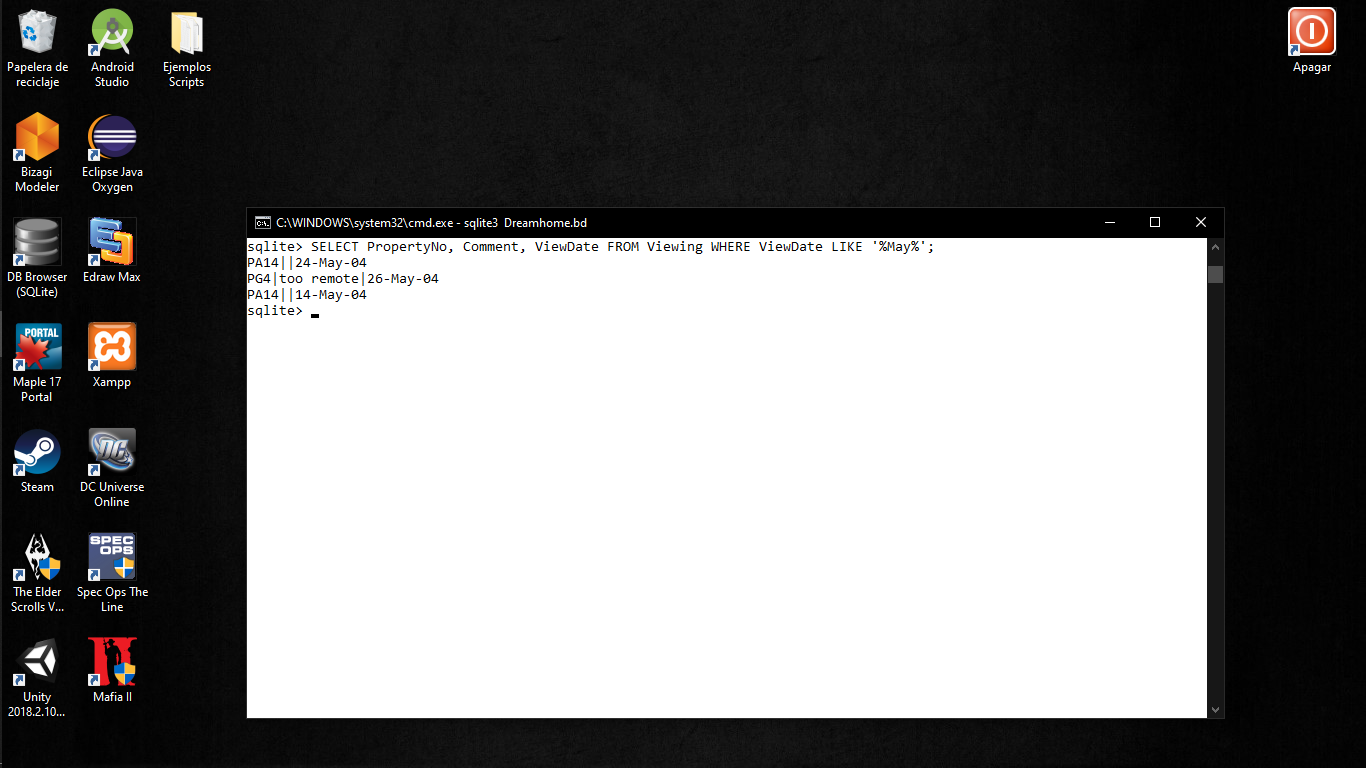 Papelera de
reciclaje
Android
Studio
Ejemplos
Scripts
Apagar
Bizagi
Modeler
Eclipse Java
Oxygen
DB Browser
(SQLite)
Edraw Max
PORTAL
Maple 17
Portal
Xampp
Steam
DC
DC Universe
Online
The Elder
Scrolls V...
SPEC
OPS
Spec Ops The
Line
Unity
2018.2.10...
II
Mafia II
C:\WINDOWS\system32\cmd.exe - sqlite3 Dreamhome.bd
sqlite> SELECT PropertyNo, Comment, ViewDate FROM Viewing WHERE ViewDate LIKE '%May%';
PA14||24-May-04
PG4|too remote|26-May-04
PA14||14-May-04
sqlite>